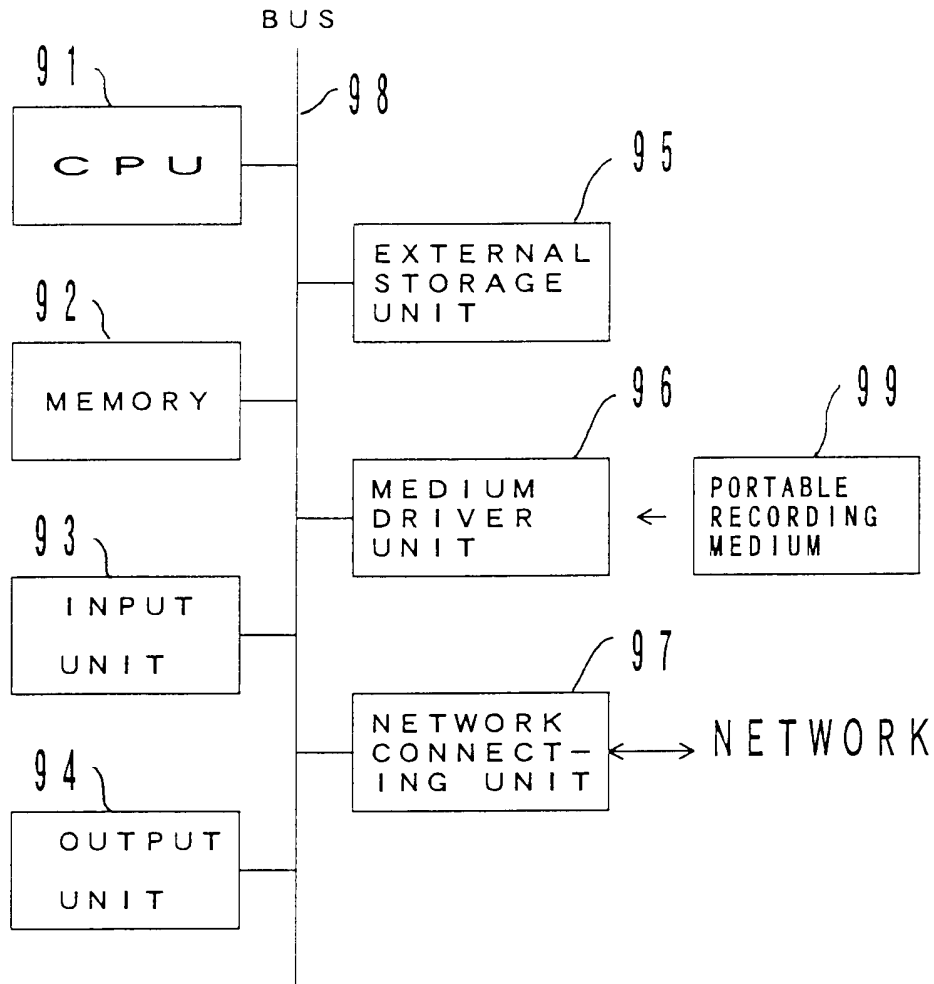 BUS
91
98
CPU
95
EXTERNAL
STORAGE
UNIT
92
MEMORY
96
99
MEDIUM
DRIVER
UNIT
PORTABLE
RECORDING
MEDIUM
93
INPUT
UNIT
97
NETWORK
CONNECT-
ING UNIT
NETWORK
94
OUTPUT
UNIT